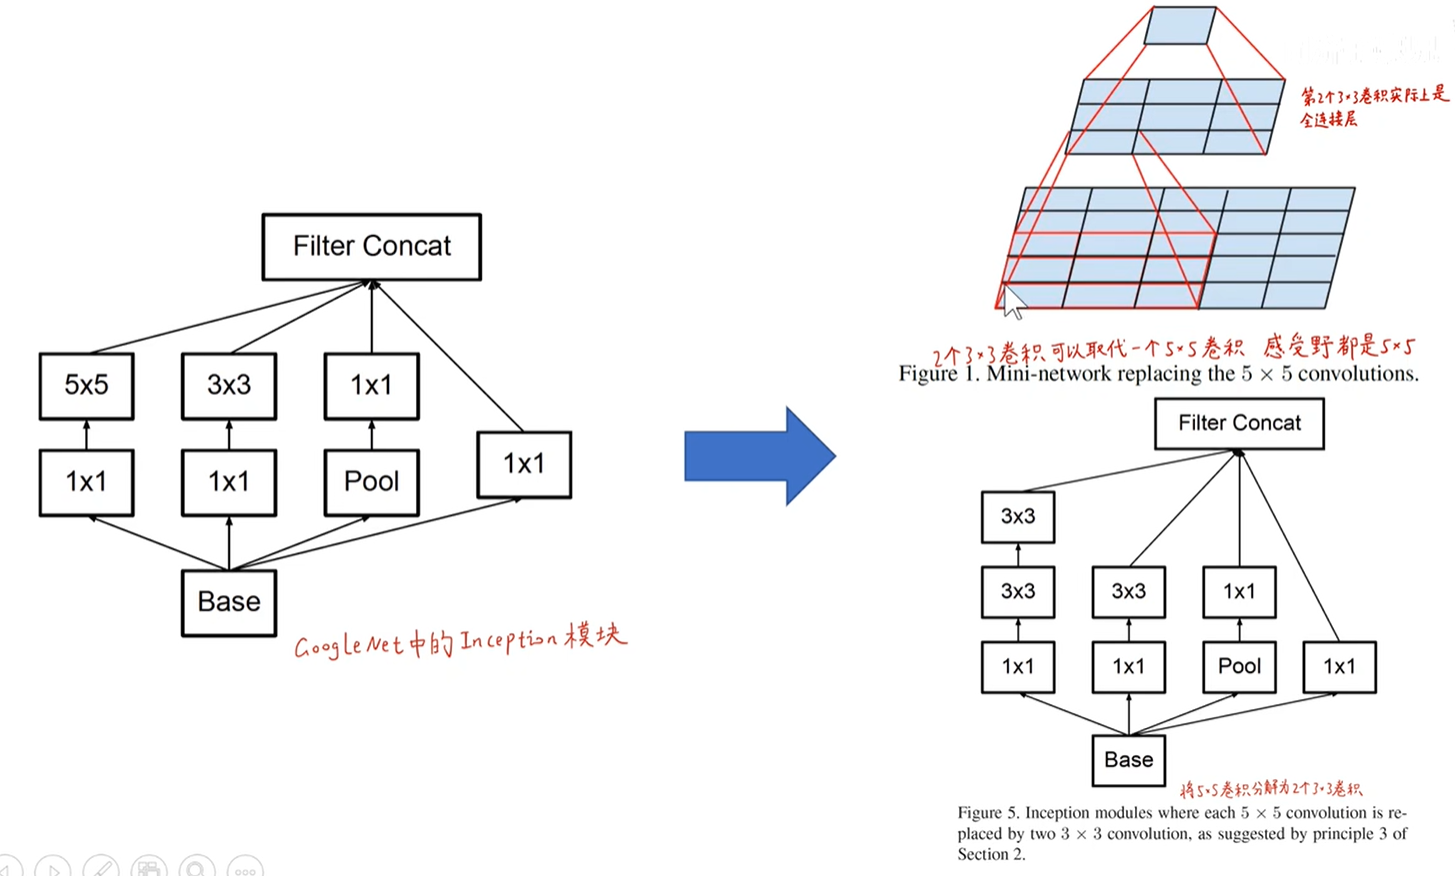 Filter Concat
5x5
3x3
1x1
1x1
1x1
1x1
Pool
Base
GoogleNet中的Inception模块
第2个3×3卷积实际上是
全连接层
2个3×3卷积可以取代一个5×5卷积 感受野都是5×5
Figure 1. Mini-network replacing the 5 × 5 convolutions.
Filter Concat
3x3
3x3
3x3
1x1
1x1
1x1
Pool
1x1
Base
将5×5卷积分解为2个3×3卷积
Figure 5. Inception modules where each 5 × 5 convolution is re-
placed by two 3 × 3 convolution, as suggested by principle 3 of
Section 2.